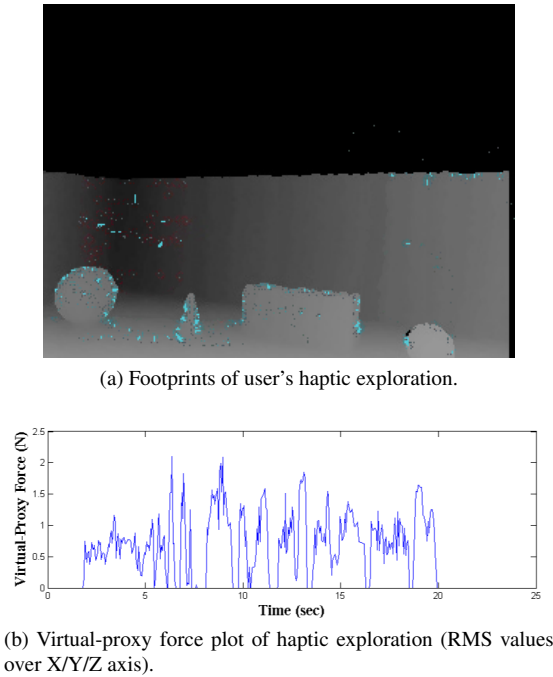 (a) Footprints of user's haptic exploration.
Virtual-Proxy Force (N)
2.5
2
1.5
1
0.5
0
0
5
10
15
20
25
Time (sec)
(b) Virtual-proxy force plot of haptic exploration (RMS values
over X/Y/Z axis).